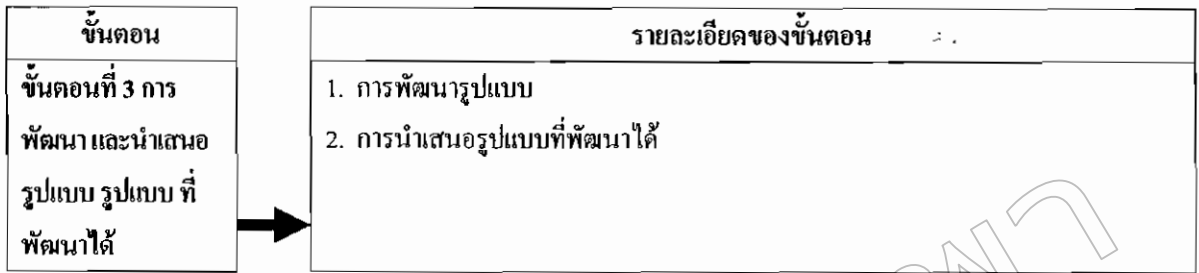 ขั้นตอน
ขั้นตอนที่ 3 การ
พัฒนา และนำเสนอ
รูปแบบ รูปแบบ ที่
พัฒนาได้
รายละเอียดของขั้นตอน
1. การพัฒนารูปแบบ
2. การนำเสนอรูปแบบที่พัฒนาได้